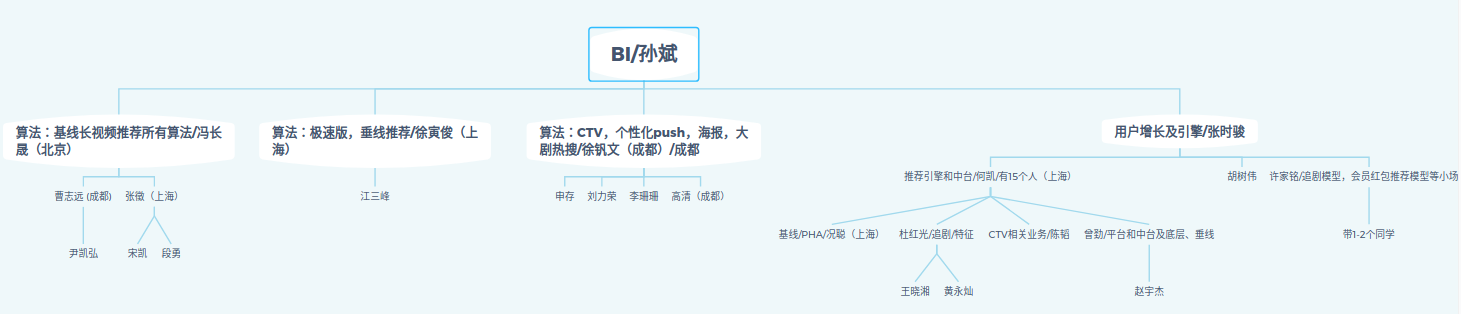 BI/孙斌
算法：基线长视频推荐所有算法/冯长
晟（北京）
算法：极速版，垂线推荐/徐寅俊（上
海）
算法：CTV，个性化push，海报，大
剧热搜/徐钒文（成都）/成都
用户增长及引擎/张时骏
曹志远 (成都)
张徵（上海）
江三峰
申存
刘力荣
李珊珊
高清（成都）
推荐引擎和中台/何凯/有15个人（上海）
胡树伟
许家铭/追剧模型，会员红包推荐模型等小场
尹凯弘
宋凯
段勇
基线/PHA/况聪（上海）
杜红光/追剧/特征
CTV相关业务/陈韬
曾勤/平台和中台及底层、垂线
带1-2个同学
王晓湘
黄永灿
赵宇杰